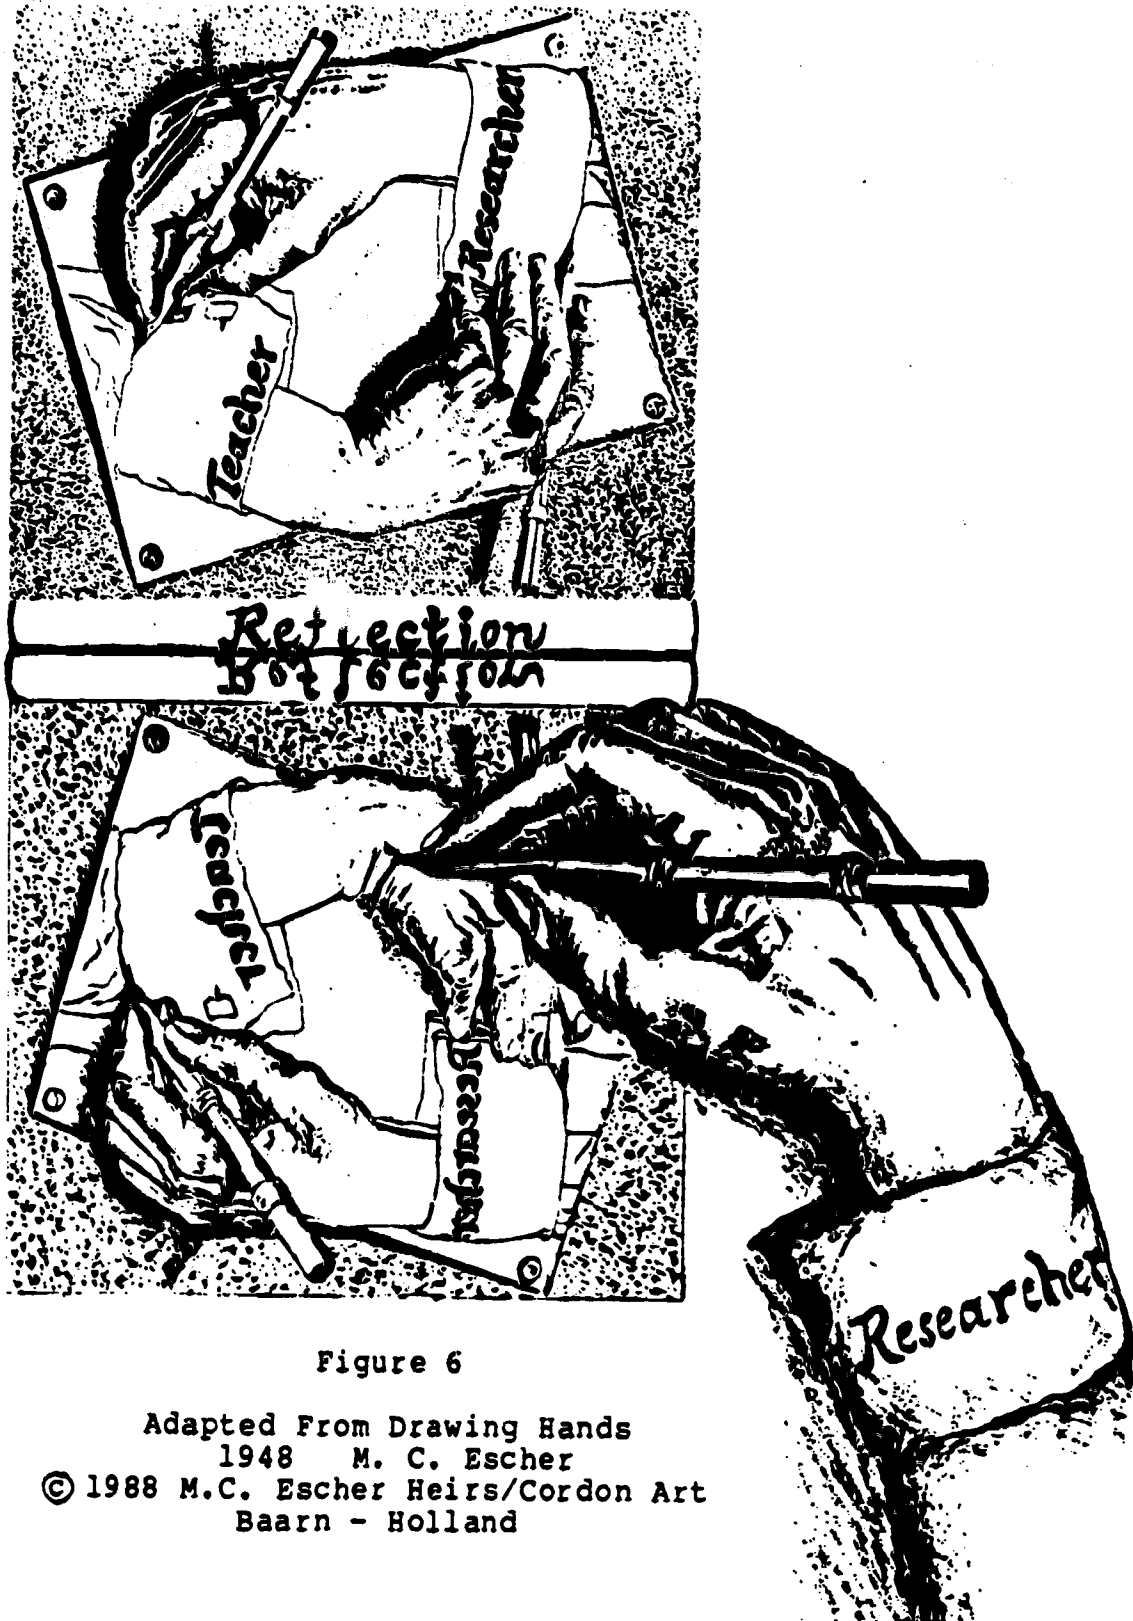 Researcher
Teacher
Reflection
Reflection
Teacher
Researcher
Researcher
Figure 6
Adapted From Drawing Hands
1948 M. C. Escher
© 1988 M.C. Escher Heirs/Cordon Art
Baarn - Holland